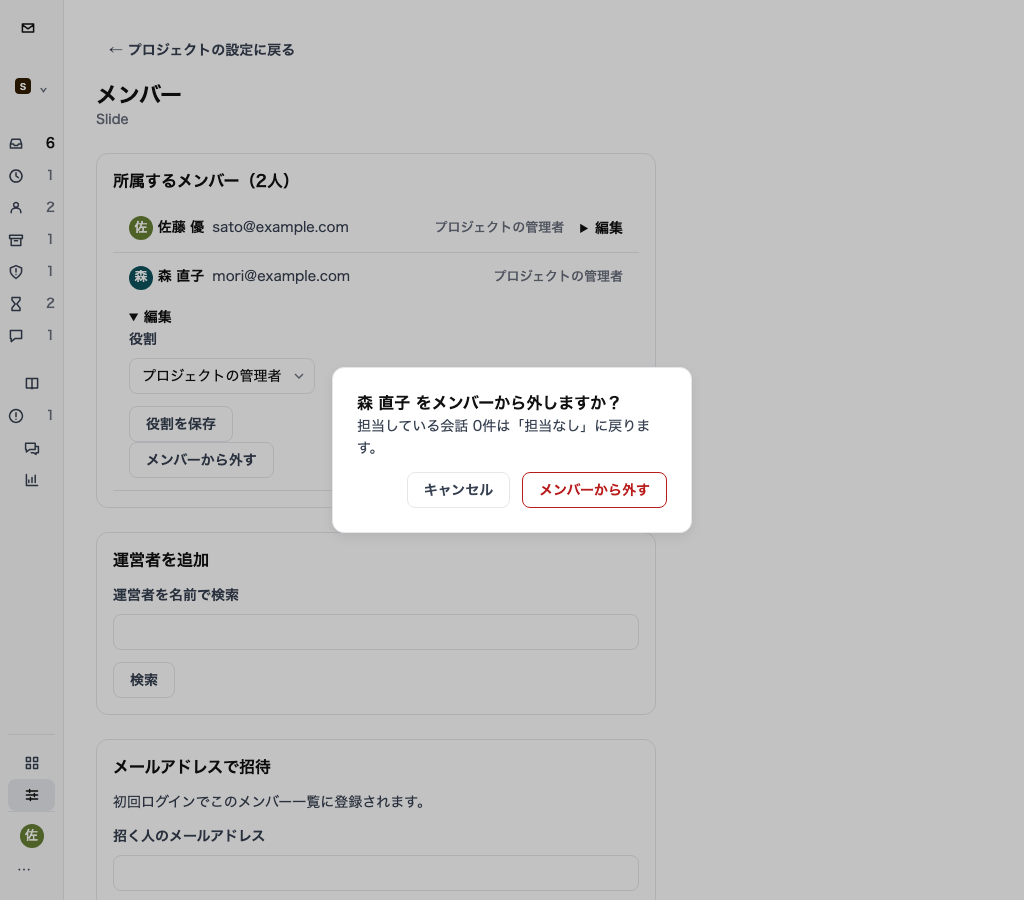 ← プロジェクトの設定に戻る
メンバー
Slide
S
6
1
2
1
1
2
1
1
所属するメンバー（2人）
佐 佐藤 優 sato@example.com プロジェクトの管理者 ▶ 編集
森 森 直子 mori@example.com プロジェクトの管理者
▼ 編集
役割
プロジェクトの管理者
役割を保存
メンバーから外す
森 直子 をメンバーから外しますか？
担当している会話 0件は「担当なし」に戻りま
す。
キャンセル メンバーから外す
運営者を追加
運営者を名前で検索
検索
メールアドレスで招待
初回ログインでこのメンバー一覧に登録されます。
招く人のメールアドレス
佐
…